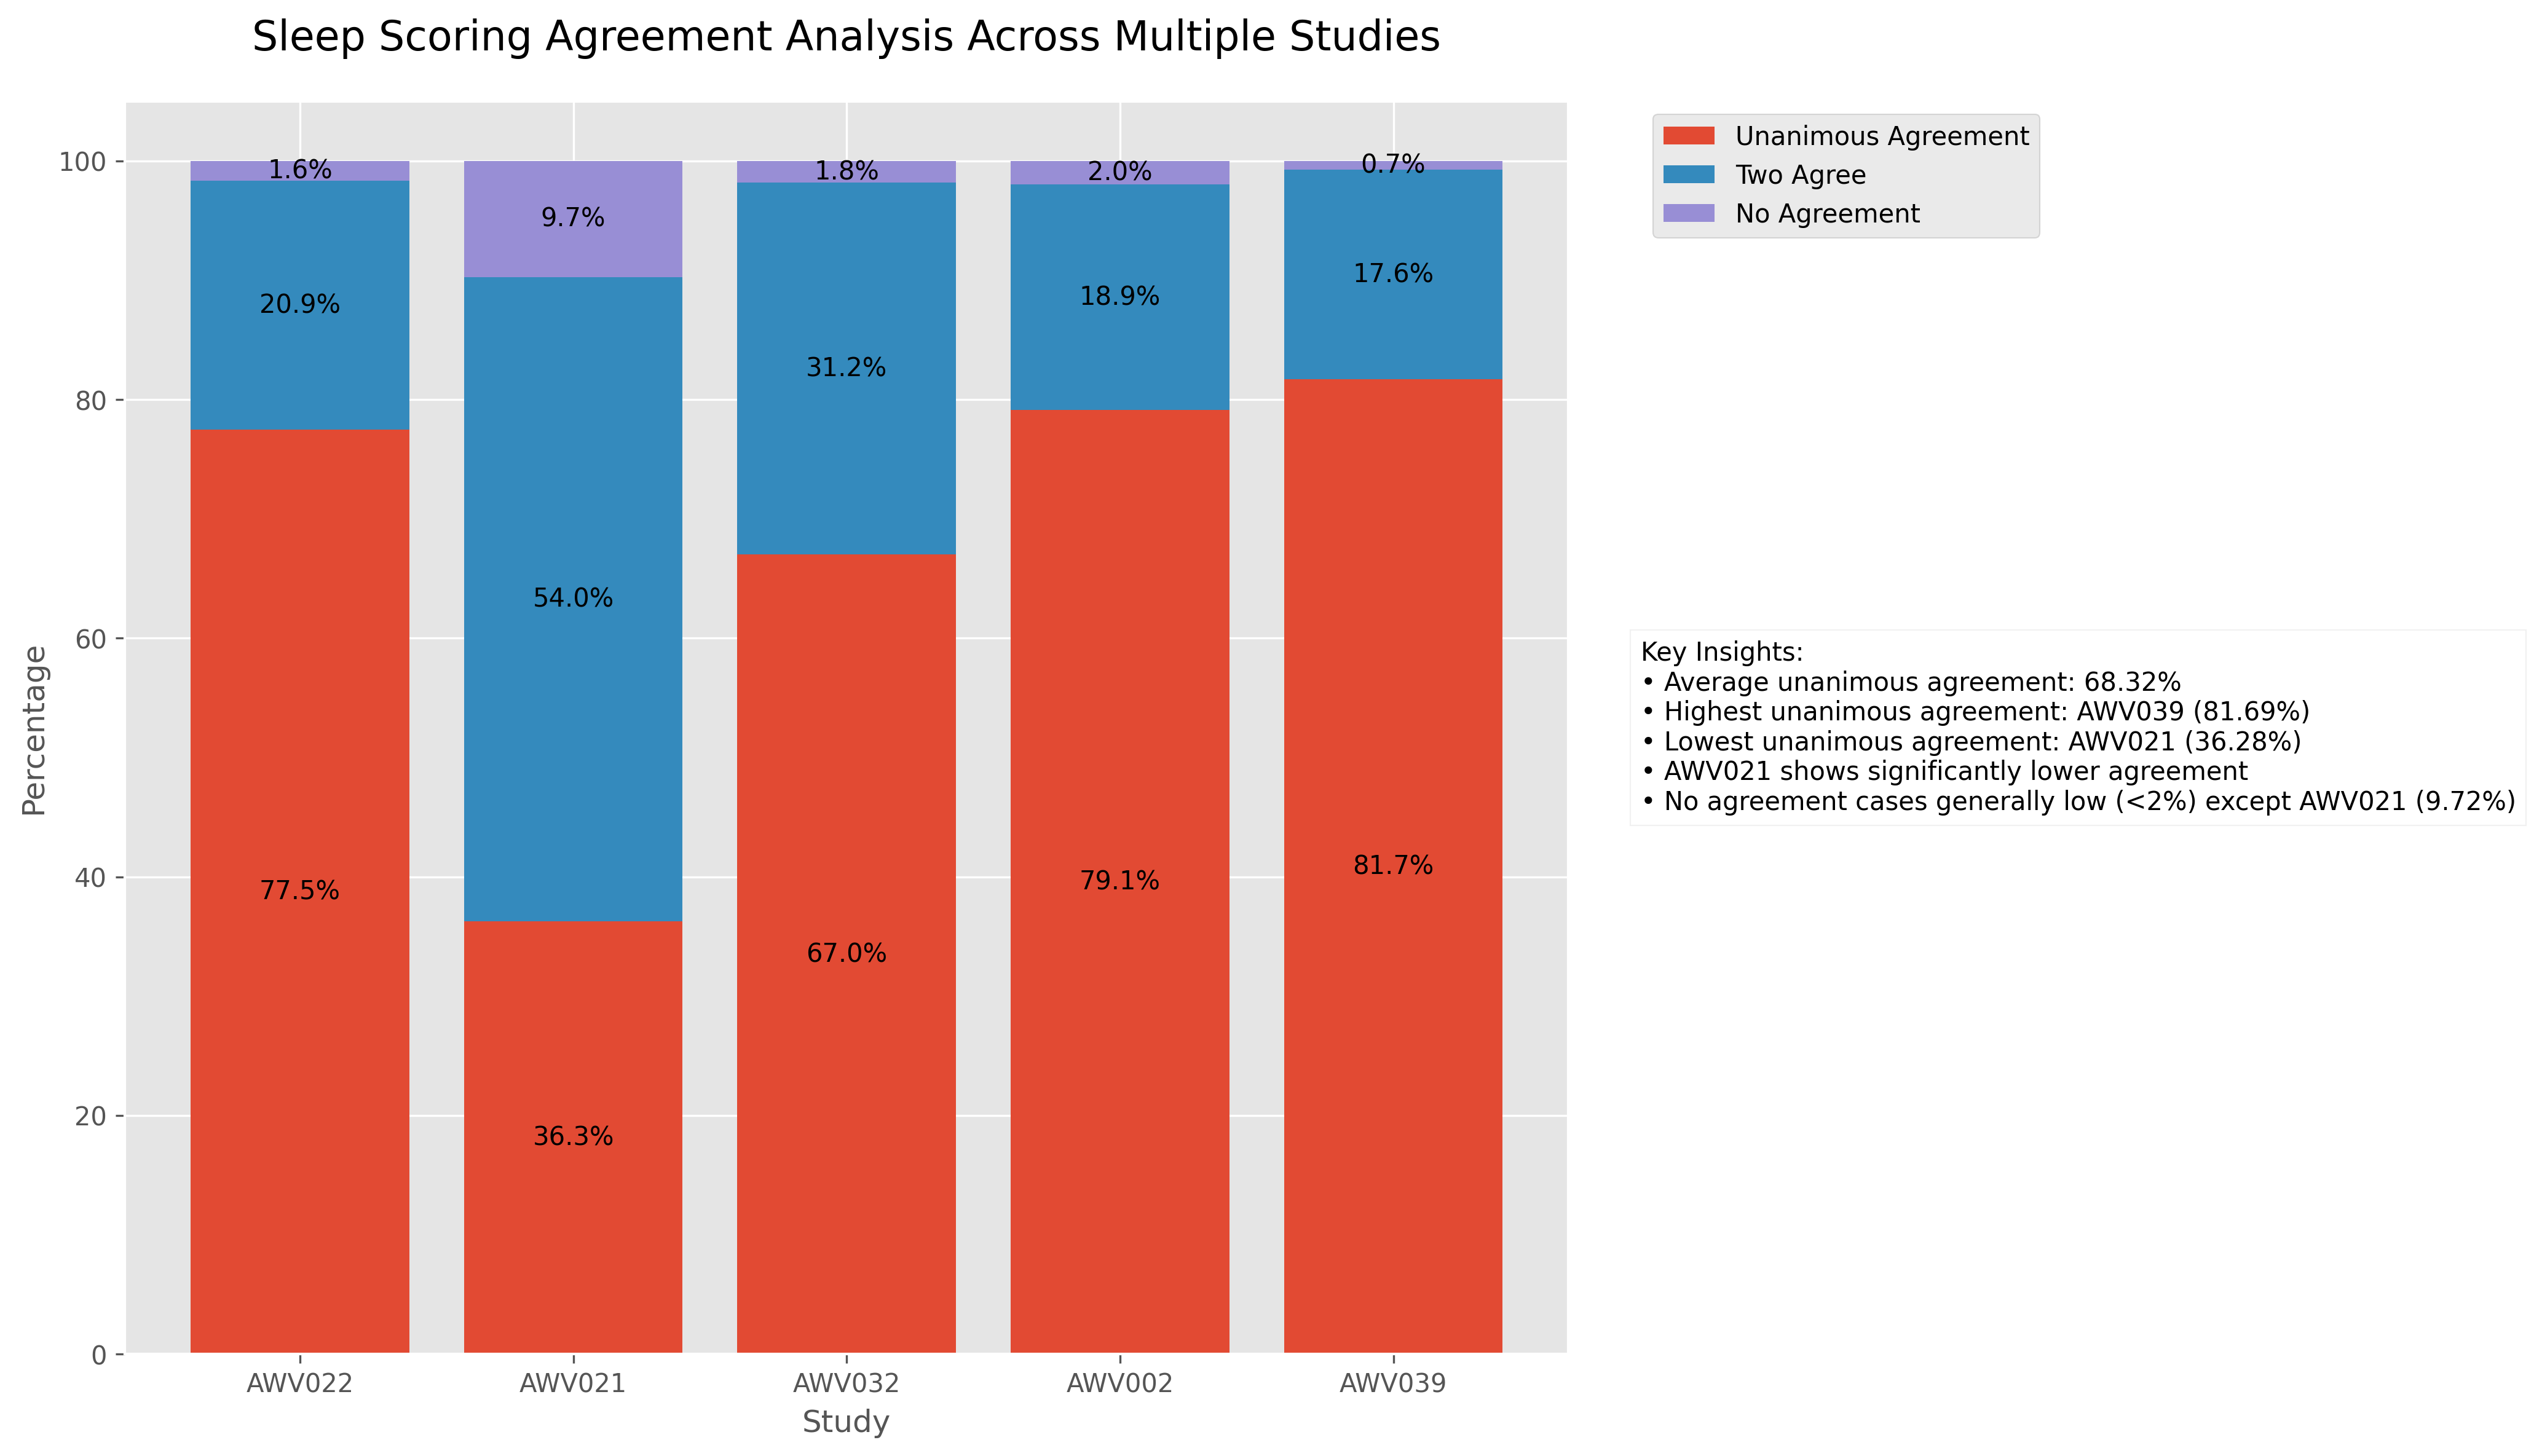 Sleep Scoring Agreement Analysis Across Multiple Studies
Unanimous Agreement
Two Agree
No Agreement
100
80
60
40
20
0
Percentage
1.6%
9.7%
1.8%
2.0%
0.7%
20.9%
54.0%
31.2%
18.9%
17.6%
77.5%
36.3%
67.0%
79.1%
81.7%
AWV022
AWV021
AWV032
AWV002
AWV039
Study
Key Insights:
• Average unanimous agreement: 68.32%
• Highest unanimous agreement: AWV039 (81.69%)
• Lowest unanimous agreement: AWV021 (36.28%)
• AWV021 shows significantly lower agreement
• No agreement cases generally low (<2%) except AWV021 (9.72%)